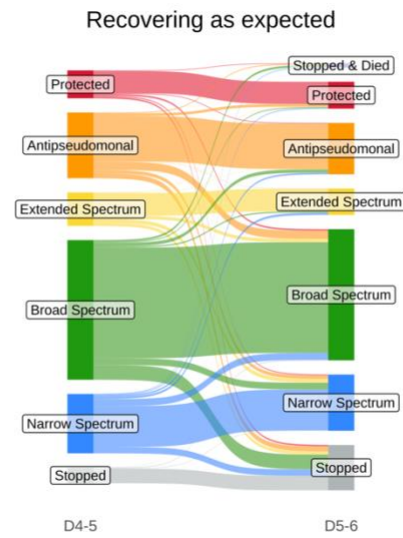 Recovering as expected
Stopped & Died
Protected
Protected
Antipseudomonal
Antipseudomonal
Extended Spectrum
Extended Spectrum
Broad Spectrum
Broad Spectrum
Narrow Spectrum
Narrow Spectrum
Stopped
Stopped
D4-5
D5-6